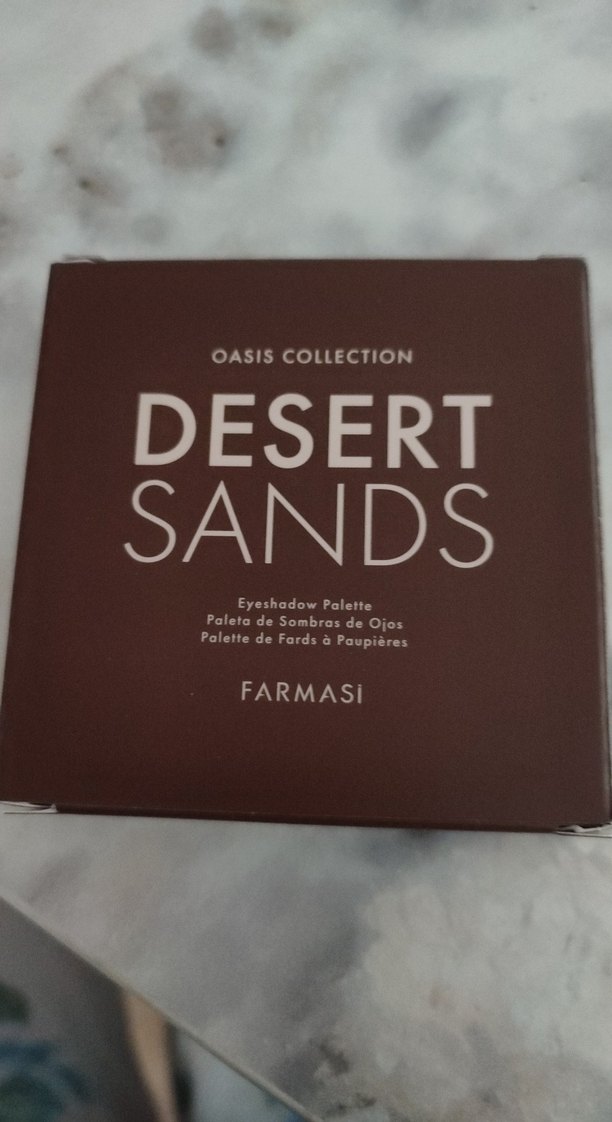 OASIS COLLECTION
DESERT
SANDS
Eyeshadow Palette
Paleta de Sombras de Ojos
Palette de Fards à Paupières
FARMASi